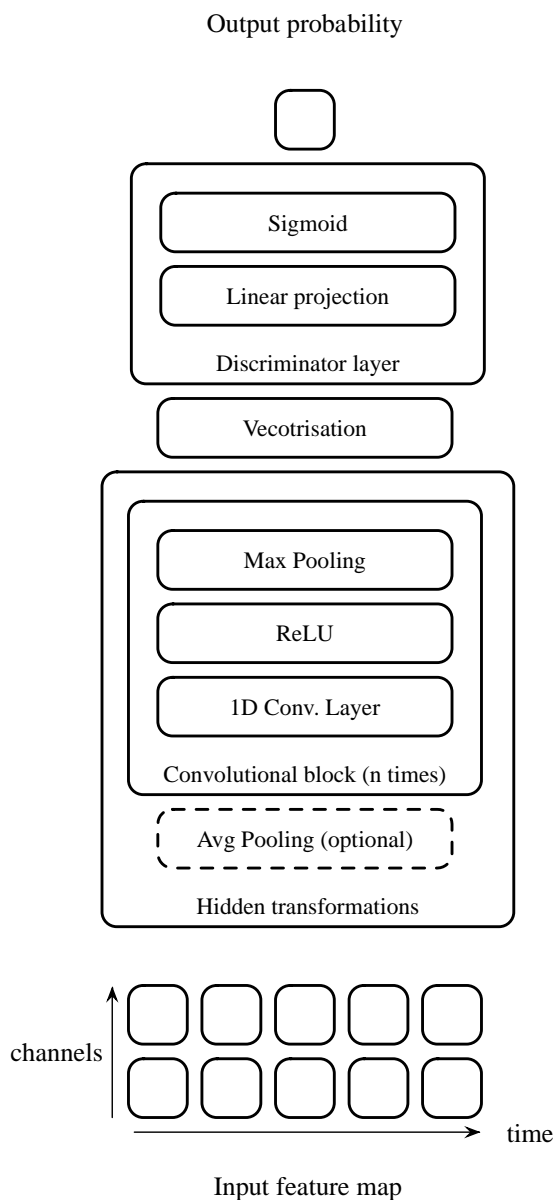 Output probability
Sigmoid
Linear projection
Discriminator layer
Vecotrisation
Max Pooling
ReLU
1D Conv. Layer
Convolutional block (n times)
Avg Pooling (optional)
Hidden transformations
channels
time
Input feature map